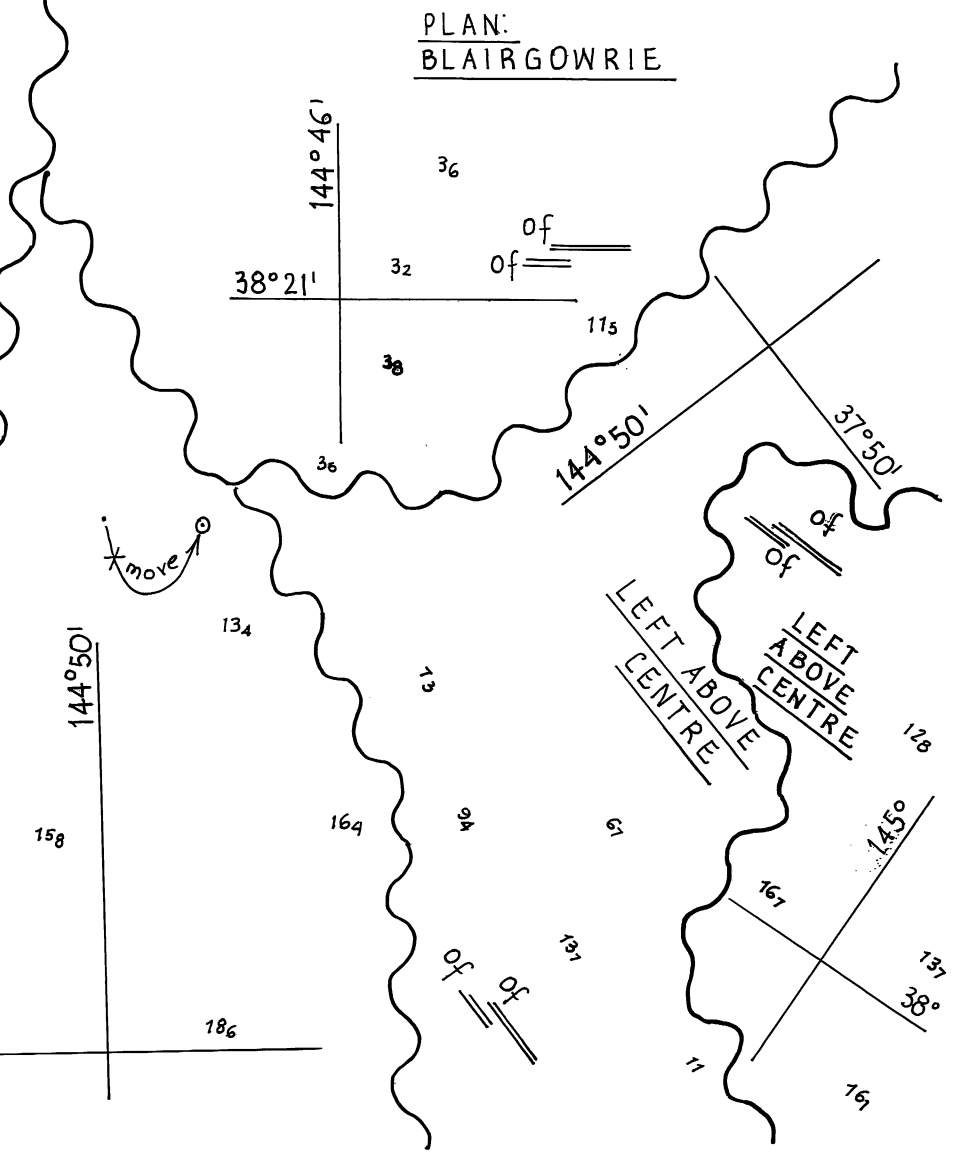 PLAN:
BLAIRGOWRIE
144°46'
36
Of
Of
32
38°21'
115
38
144°50'
37°50'
36
move
Of
Of
134
144°50'
73
LEFT ABOVE
CENTRE
LEFT
ABOVE
CENTRE
128
158
164
94
67
145°
167
137
137
38°
Of
Of
186
11
161